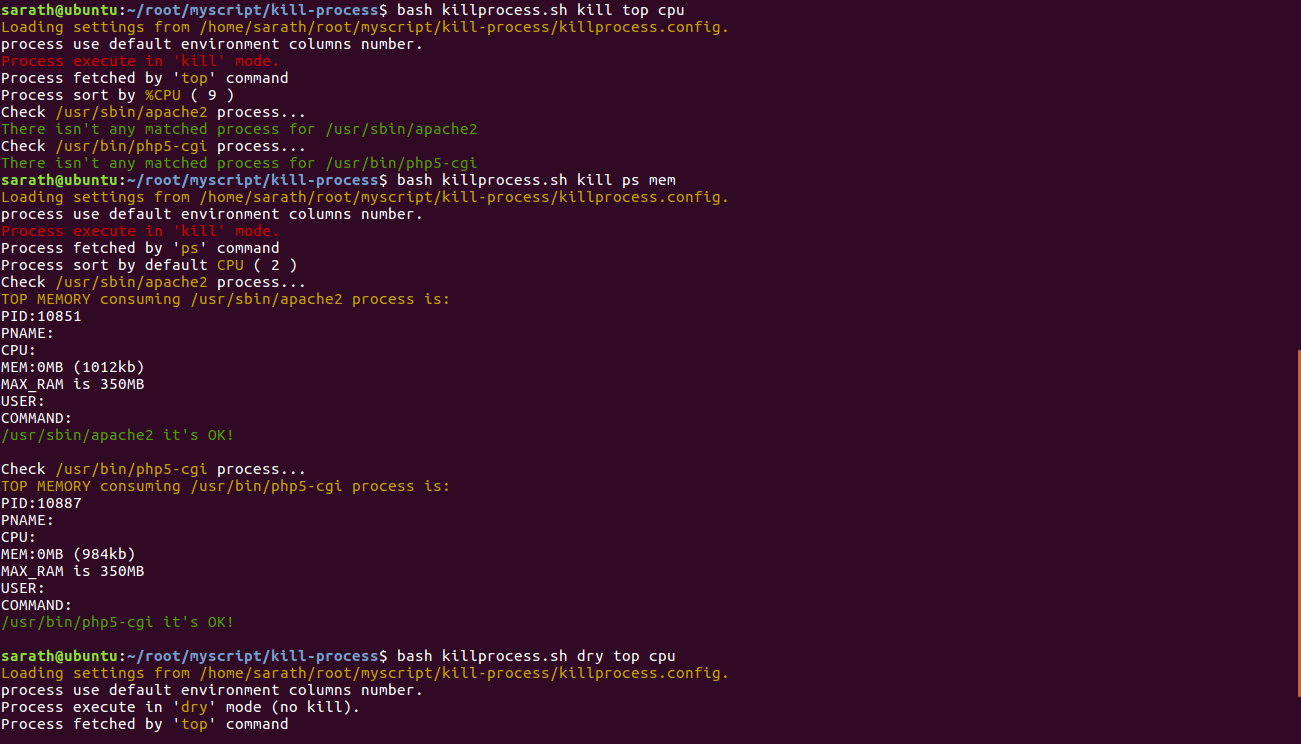 sarath@ubuntu:~/root/myscript/kill-process$ bash killprocess.sh kill top cpu
Loading settings from /home/sarath/root/myscript/kill-process/killprocess.config.
process use default environment columns number.
Process execute in 'kill' mode.
Process fetched by 'top' command
Process sort by %CPU ( 9 )
Check /usr/sbin/apache2 process...
There isn't any matched process for /usr/sbin/apache2
Check /usr/bin/php5-cgi process...
There isn't any matched process for /usr/bin/php5-cgi
sarath@ubuntu:~/root/myscript/kill-process$ bash killprocess.sh kill ps mem
Loading settings from /home/sarath/root/myscript/kill-process/killprocess.config.
process use default environment columns number.
Process execute in 'kill' mode.
Process fetched by 'ps' command
Process sort by default CPU ( 2 )
Check /usr/sbin/apache2 process...
TOP MEMORY consuming /usr/sbin/apache2 process is:
PID:10851
PNAME:
CPU:
MEM:0MB (1012kb)
MAX_RAM is 350MB
USER:
COMMAND:
/usr/sbin/apache2 it's OK!
Check /usr/bin/php5-cgi process...
TOP MEMORY consuming /usr/bin/php5-cgi process is:
PID:10887
PNAME:
CPU:
MEM:0MB (984kb)
MAX_RAM is 350MB
USER:
COMMAND:
/usr/bin/php5-cgi it's OK!
sarath@ubuntu:~/root/myscript/kill-process$ bash killprocess.sh dry top cpu
Loading settings from /home/sarath/root/myscript/kill-process/killprocess.config.
process use default environment columns number.
Process execute in 'dry' mode (no kill).
Process fetched by 'top' command